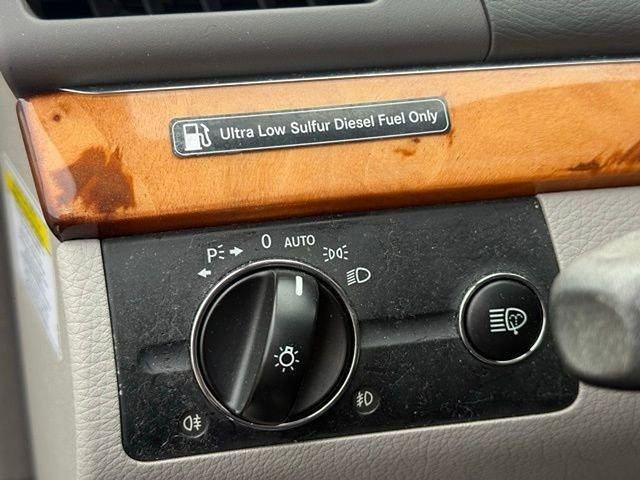 Ultra Low Sulfur Diesel Fuel Only
P 0 AUTO